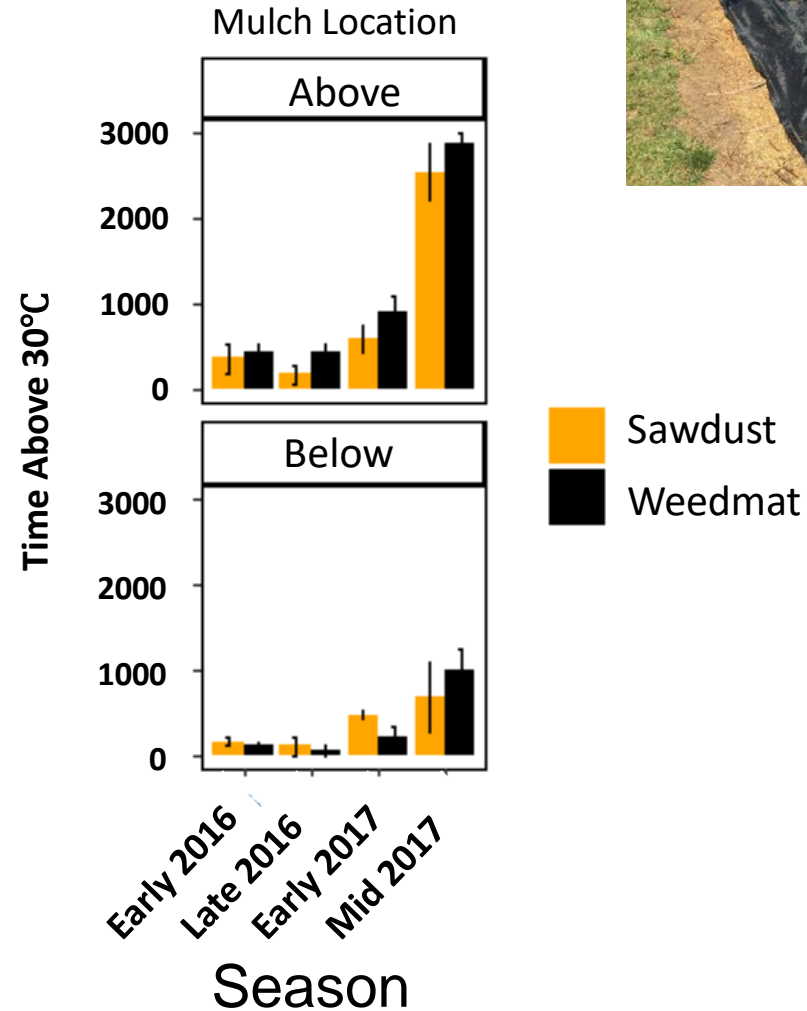 Mulch Location
Above
3000
2000
1000
0
Time Above 30°C
Below
3000
2000
1000
0
Sawdust
Weedmat
Early 2016
Late 2016
Early 2017
Mid 2017
Season